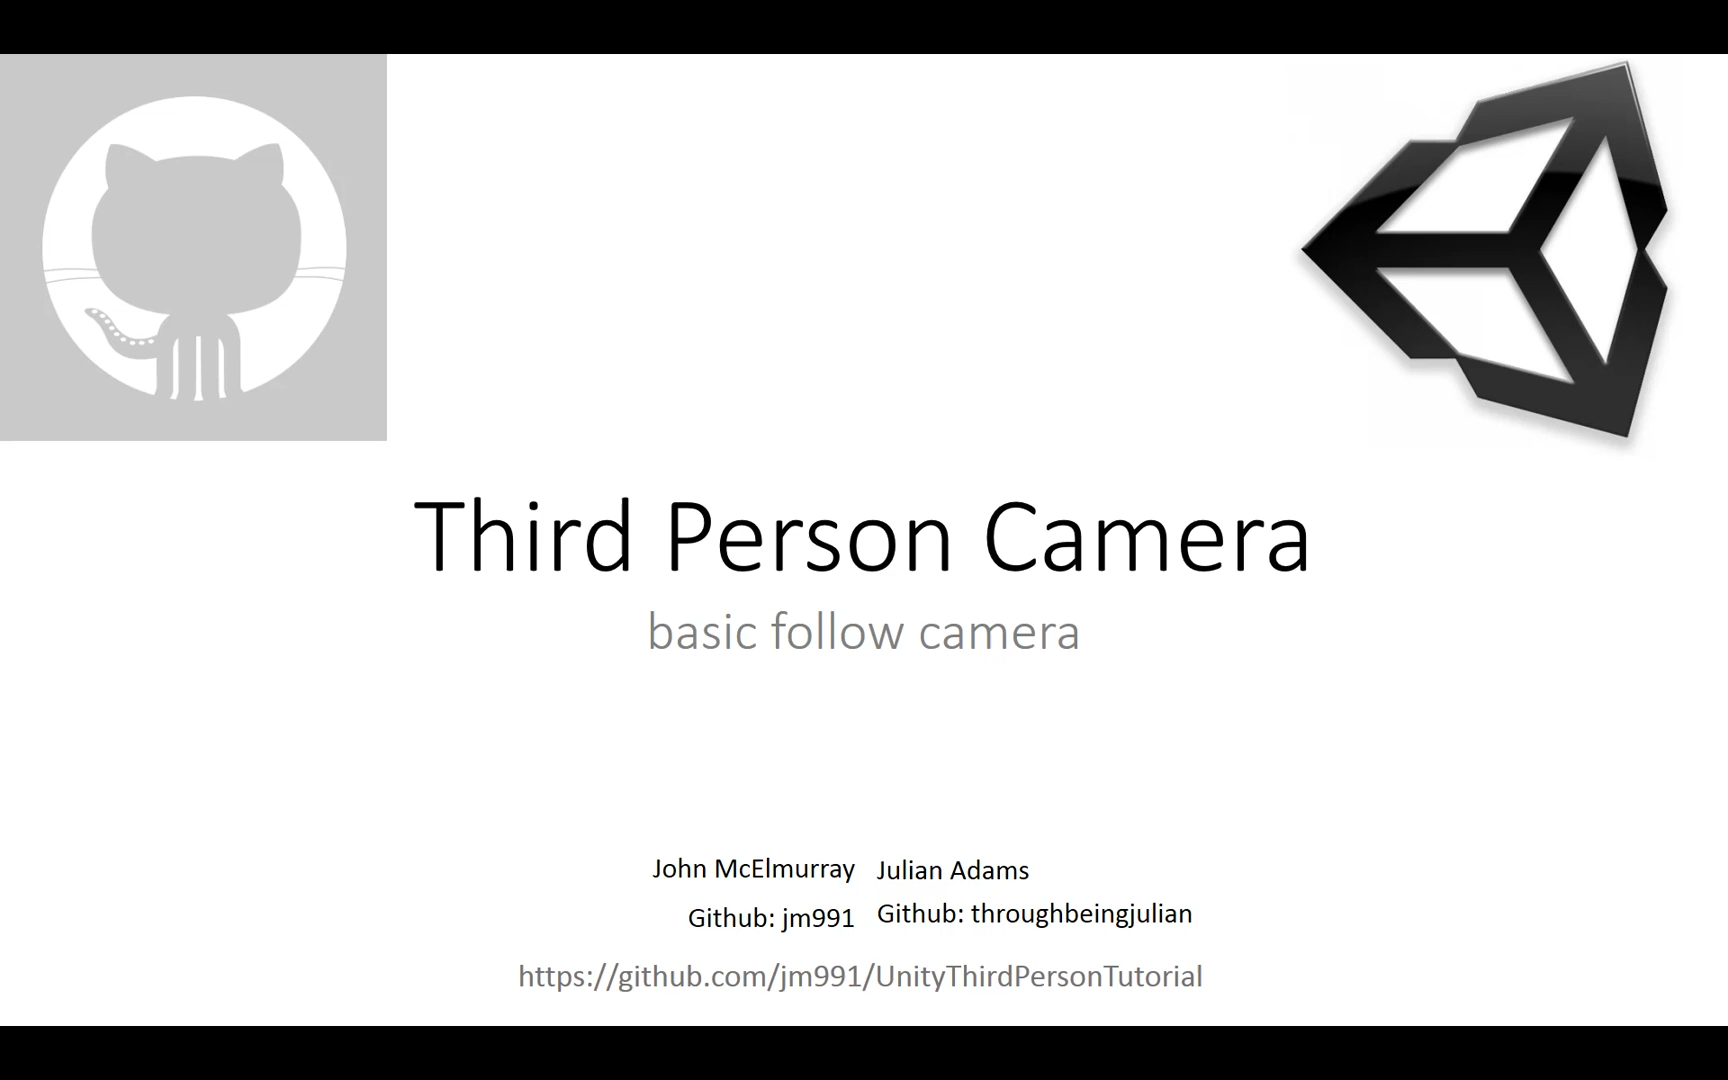 Third Person Camera
basic follow camera
John McElmurray
Github: jm991
Julian Adams
Github: throughbeingjulian
https://github.com/jm991/UnityThirdPersonTutorial